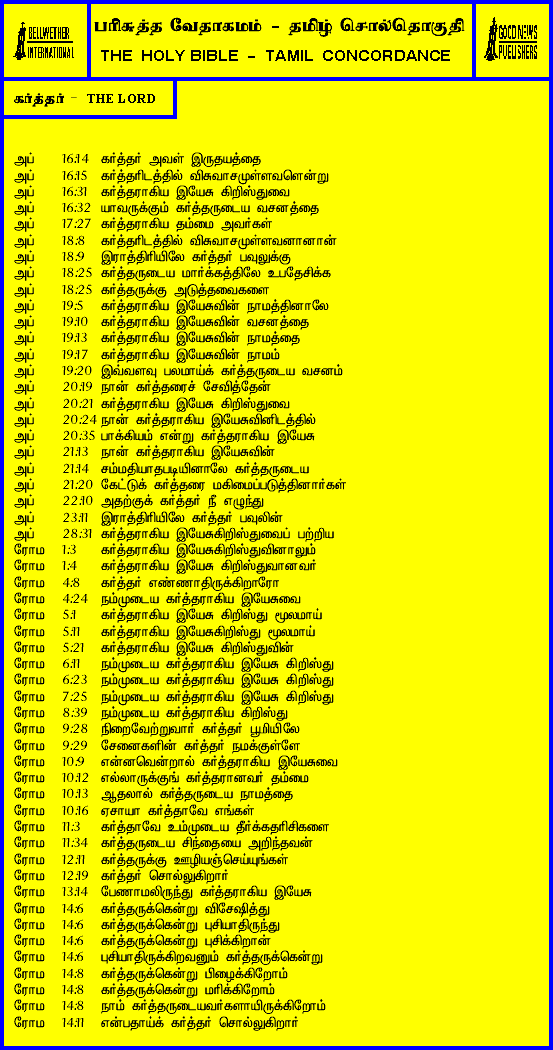 BELLWETHER
INTERNATIONAL
பரிசுத்த வேதாகமம் - தமிழ் சொல்தொகுதி
THE HOLY BIBLE - TAMIL CONCORDANCE
GOOD NEWS
PUBLISHERS
கர்த்தர் - THE LORD
அப் 16:14 கர்த்தர் அவள் இருதயத்தை
அப் 16:15 கர்த்தரிடத்தில் விசுவாசமுள்ளவளென்று
அப் 16:31 கர்த்தராகிய இயேசு கிறிஸ்துவை
அப் 16:32 யாவருக்கும் கர்த்தருடைய வசனத்தை
அப் 17:27 கர்த்தராகிய தம்மை அவர்கள்
அப் 18:8 கர்த்தரிடத்தில் விசுவாசமுள்ளவனானான்
அப் 18:9 இராத்திரியிலே கர்த்தர் பவுலுக்கு
அப் 18:25 கர்த்தருடைய மார்க்கத்திலே உபதேசிக்க
அப் 18:25 கர்த்தருக்கு அடுத்தவைகளை
அப் 19:5 கர்த்தராகிய இயேசுவின் நாமத்தினாலே
அப் 19:10 கர்த்தராகிய இயேசுவின் வசனத்தை
அப் 19:13 கர்த்தராகிய இயேசுவின் நாமத்தை
அப் 19:17 கர்த்தராகிய இயேசுவின் நாமம்
அப் 19:20 இவ்வளவு பலமாய்க் கர்த்தருடைய வசனம்
அப் 20:19 நான் கர்த்தரைச் சேவித்தேன்
அப் 20:21 கர்த்தராகிய இயேசு கிறிஸ்துவை
அப் 20:24 நான் கர்த்தராகிய இயேசுவினிடத்தில்
அப் 20:35 பாக்கியம் என்று கர்த்தராகிய இயேசு
அப் 21:13 நான் கர்த்தராகிய இயேசுவின்
அப் 21:14 சம்மதியாதபடியினாலே கர்த்தருடைய
அப் 21:20 கேட்டுக் கர்த்தரை மகிமைப்படுத்தினார்கள்
அப் 22:10 அதற்குக் கர்த்தர் நீ எழுந்து
அப் 23:11 இராத்திரியிலே கர்த்தர் பவுலின்
அப் 28:31 கர்த்தராகிய இயேசுகிறிஸ்துவைப் பற்றிய
ரோம 1:3 கர்த்தராகிய இயேசுகிறிஸ்துவினாலும்
ரோம 1:4 கர்த்தராகிய இயேசுகிறிஸ்துவானவர்
ரோம 4:8 கர்த்தர் எண்ணாதிருக்கிறாரோ
ரோம 4:24 நம்முடைய கர்த்தராகிய இயேசுவை
ரோம 5:1 கர்த்தராகிய இயேசு கிறிஸ்து மூலமாய்
ரோம 5:11 கர்த்தராகிய இயேசுகிறிஸ்து மூலமாய்
ரோம 5:21 கர்த்தராகிய இயேசு கிறிஸ்துவின்
ரோம 6:11 நம்முடைய கர்த்தராகிய இயேசு கிறிஸ்து
ரோம 6:23 நம்முடைய கர்த்தராகிய இயேசு கிறிஸ்து
ரோம 7:25 நம்முடைய கர்த்தராகிய இயேசு கிறிஸ்து
ரோம 8:39 நம்முடைய கர்த்தராகிய கிறிஸ்து
ரோம 9:28 நிறைவேற்றுவார் கர்த்தர் பூமியிலே
ரோம 9:29 சேனைகளின் கர்த்தர் நமக்குள்ளே
ரோம 10:9 என்னவென்றால் கர்த்தராகிய இயேசுவை
ரோம 10:12 எல்லாருக்குங் கர்த்தரானவர் தம்மை
ரோம 10:13 ஆதலால் கர்த்தருடைய நாமத்தை
ரோம 10:16 ஏசாயா கர்த்தாவே எங்கள்
ரோம 11:3 கர்த்தாவே உம்முடைய தீர்க்கதரிசிகளை
ரோம 11:34 கர்த்தருடைய சிந்தையை அறிந்தவன்
ரோம 12:11 கர்த்தருக்கு ஊழியஞ்செய்யுங்கள்
ரோம 12:19 கர்த்தர் சொல்லுகிறார்
ரோம 13:14 பேணாமலிருந்து கர்த்தராகிய இயேசு
ரோம 14:6 கர்த்தருக்கென்று விசேஷித்து
ரோம 14:6 கர்த்தருக்கென்று புசியாதிருந்து
ரோம 14:6 கர்த்தருக்கென்று புசிக்கிறான்
ரோம 14:6 புசியாதிருக்கிறவனும் கர்த்தருக்கென்று
ரோம 14:8 கர்த்தருக்கென்று பிழைக்கிறோம்
ரோம 14:8 கர்த்தருக்கென்று மரிக்கிறோம்
ரோம 14:8 நாம் கர்த்தருடையவர்களாயிருக்கிறோம்
ரோம 14:11 என்பதாய்க் கர்த்தர் சொல்லுகிறார்